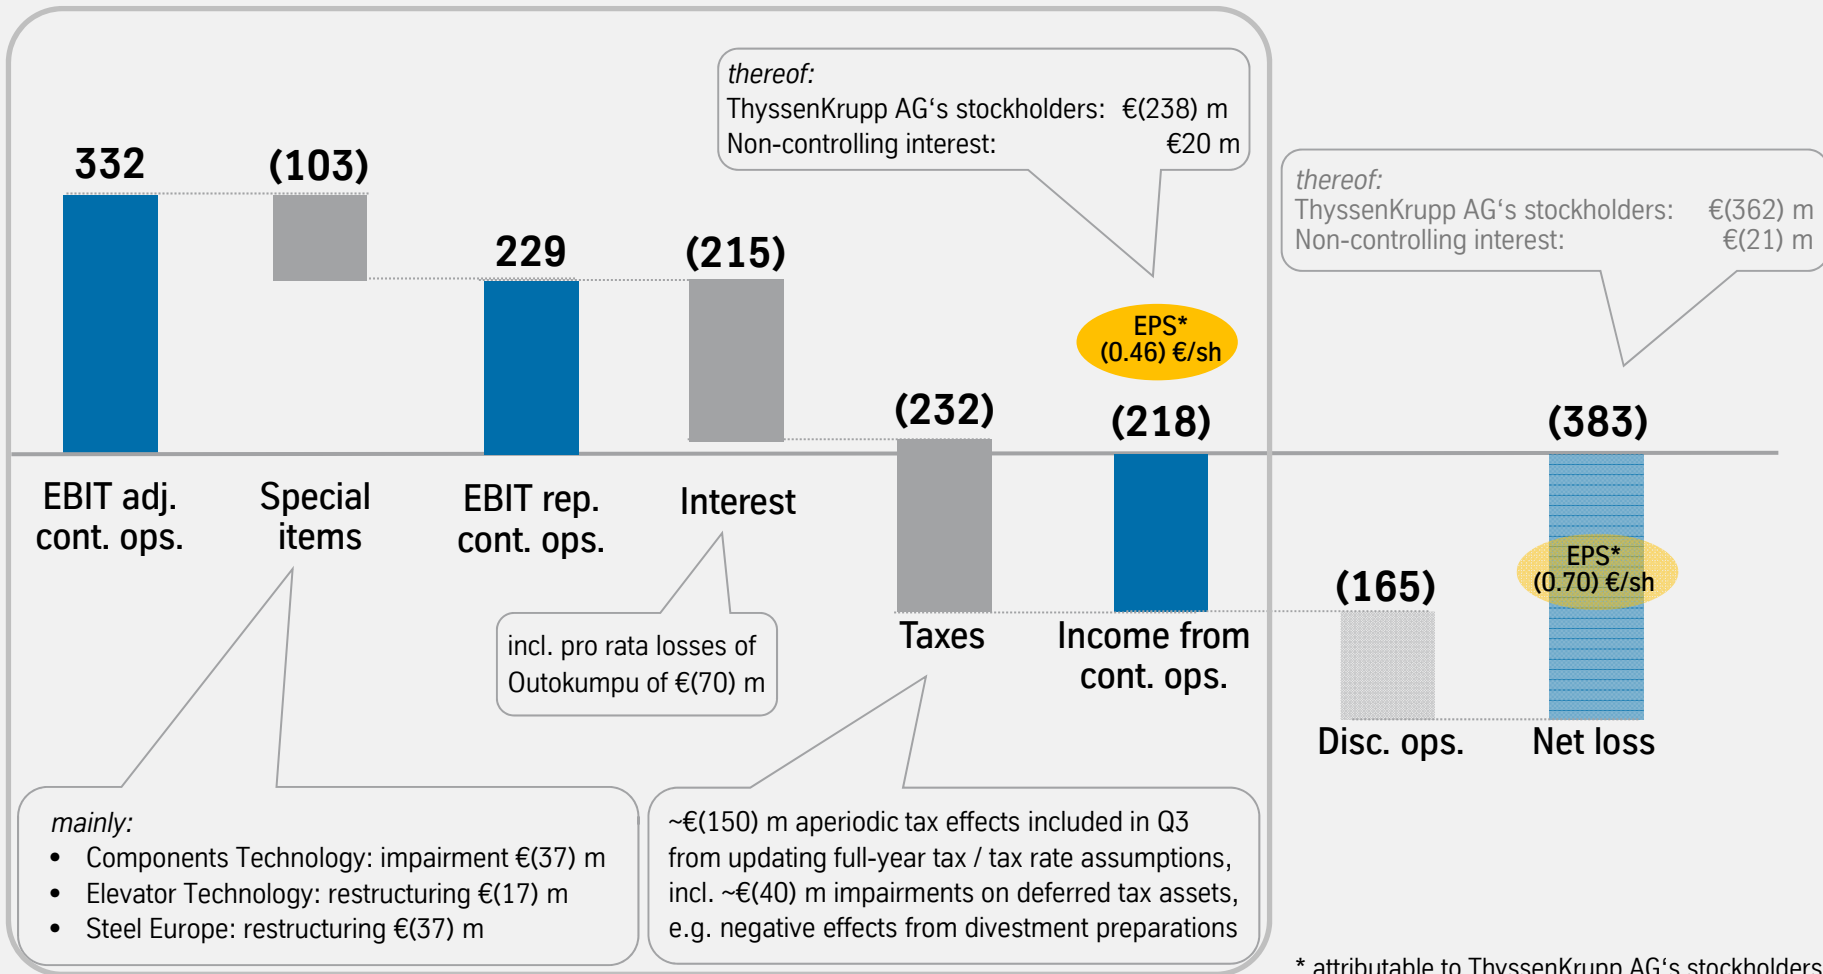 thereof:
ThyssenKrupp AG‘s stockholders: €(238) m
Non-controlling interest: €20 m
thereof:
ThyssenKrupp AG‘s stockholders: €(362) m
Non-controlling interest: €(21) m
332
(103)
229
(215)
EPS*
(0.46) €/sh
(232)
(218)
(383)
EBIT adj.
cont. ops.
Special
items
EBIT rep.
cont. ops.
Interest
EPS*
(0.70) €/sh
(165)
incl. pro rata losses of
Outokumpu of €(70) m
Taxes
Income from
cont. ops.
Disc. ops.
Net loss
mainly:
• Components Technology: impairment €(37) m
• Elevator Technology: restructuring €(17) m
• Steel Europe: restructuring €(37) m
~€(150) m aperiodic tax effects included in Q3
from updating full-year tax / tax rate assumptions,
incl. ~€(40) m impairments on deferred tax assets,
e.g. negative effects from divestment preparations
* attributable to ThyssenKrupp AG‘s stockholders